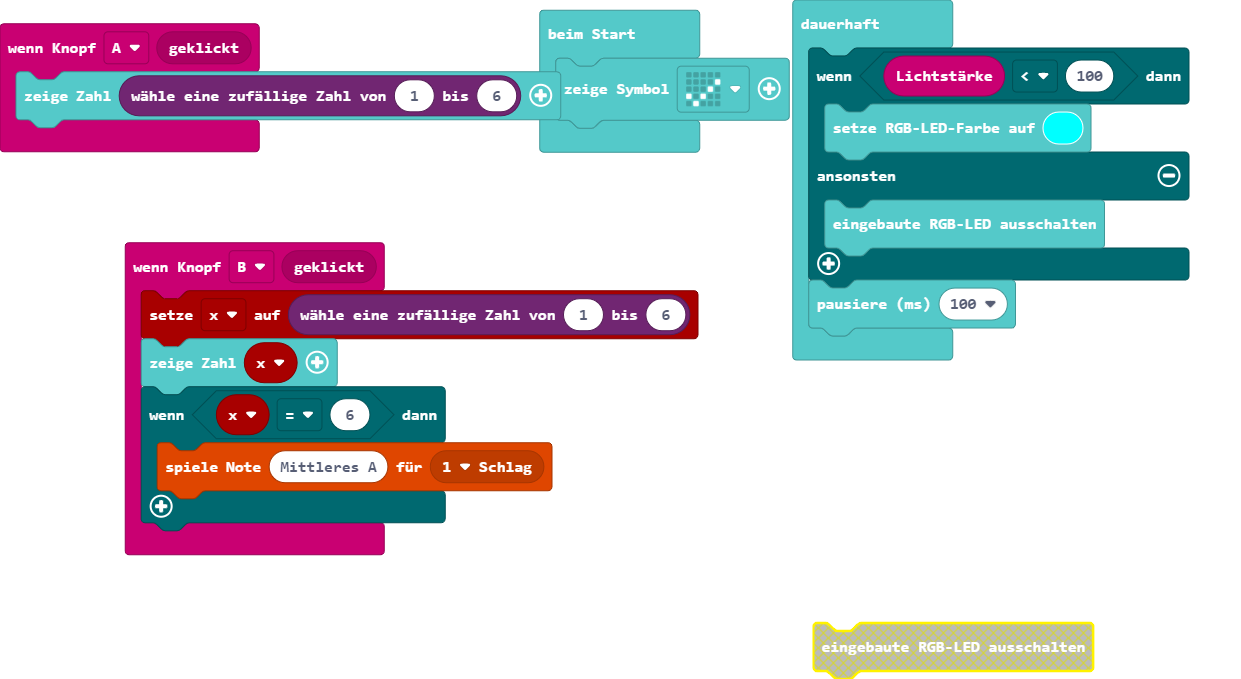 wenn Knopf A geklickt
zeige Zahl wähle eine zufällige Zahl von 1 bis 6
beim Start
zeige Symbol
dauerhaft
wenn Lichtstärke < 100 dann
setze RGB-LED-Farbe auf
ansonsten
eingebaute RGB-LED ausschalten
pausiere (ms) 100
wenn Knopf B geklickt
setze x auf wähle eine zufällige Zahl von 1 bis 6
zeige Zahl x
wenn x = 6 dann
spiele Note Mittleres A für 1 Schlag
eingebaute RGB-LED ausschalten